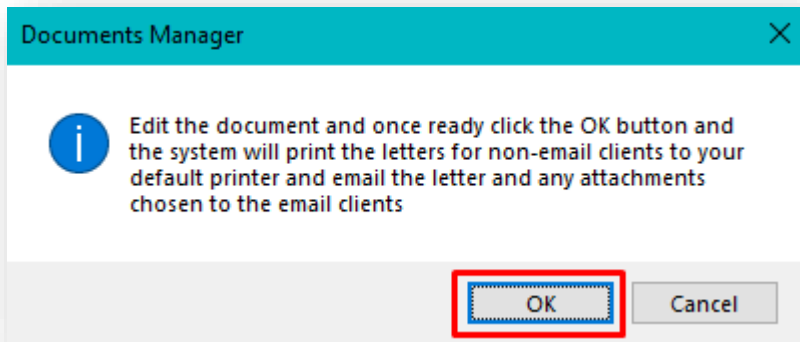 Documents Manager
Edit the document and once ready click the OK button and
the system will print the letters for non-email clients to your
default printer and email the letter and any attachments
chosen to the email clients
OK
Cancel